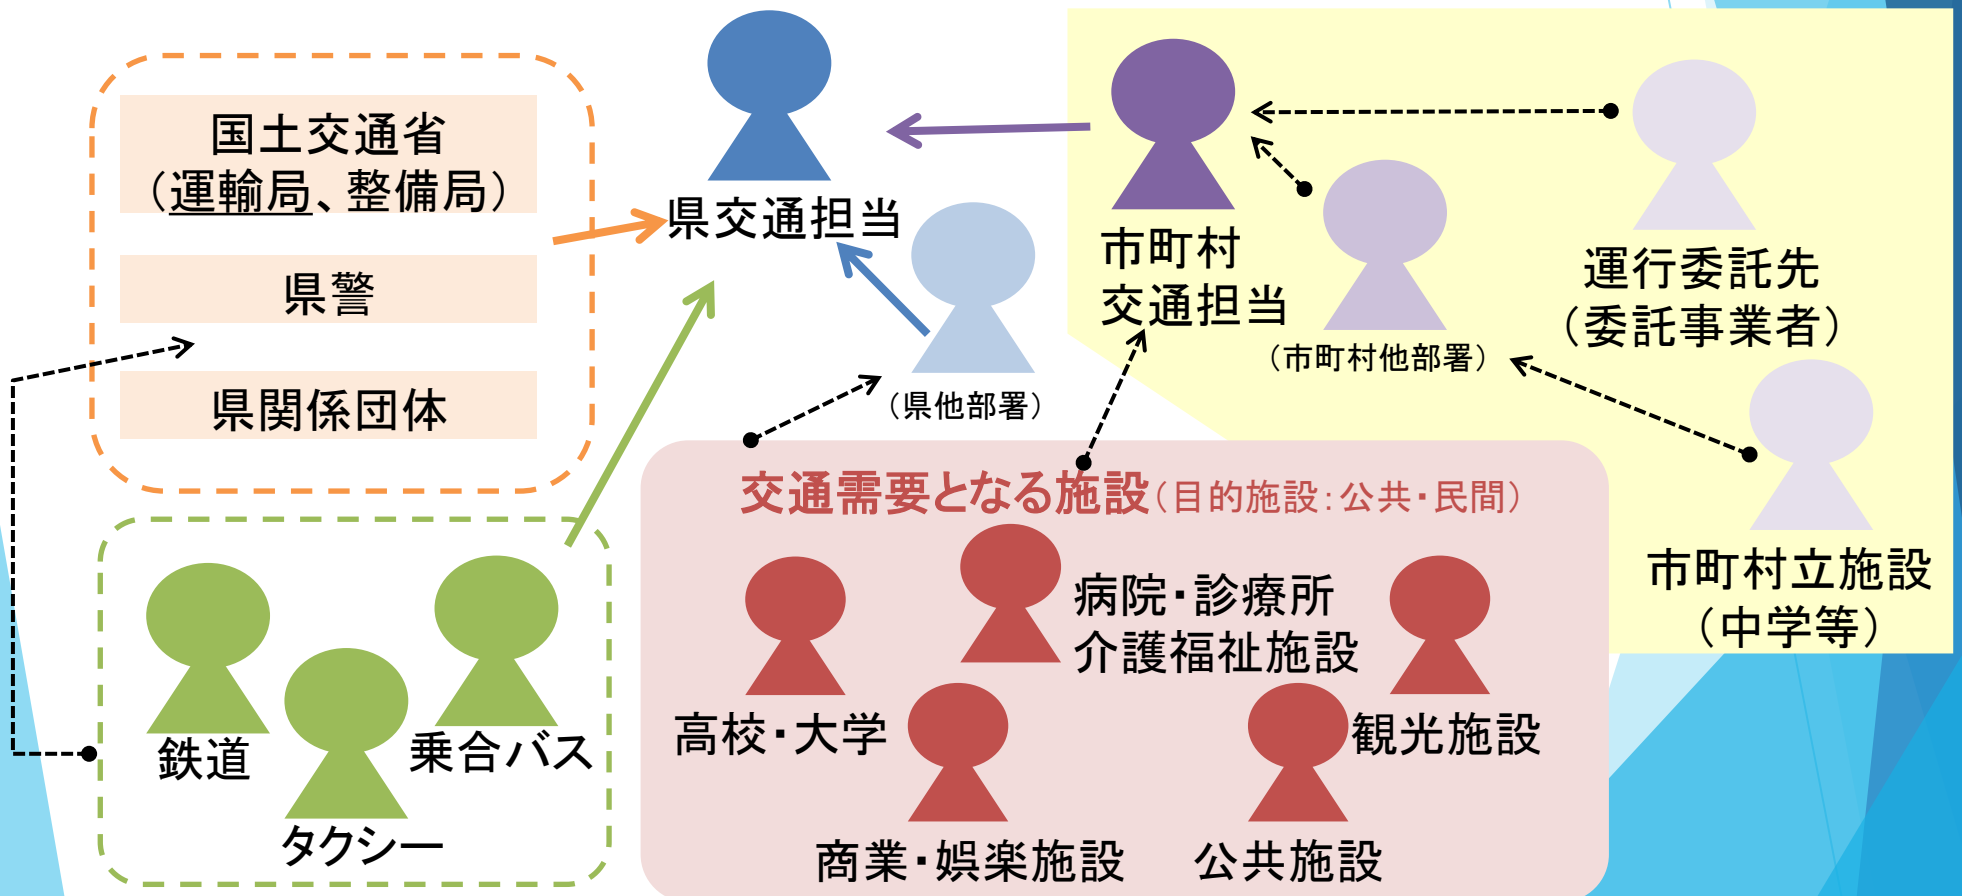 国土交通省
（運輸局、整備局）
県警
県関係団体
県交通担当
（県他部署）
市町村
交通担当
（市町村他部署）
運行委託先
（委託事業者）
市町村立施設
（中学等）
交通需要となる施設（目的施設：公共・民間）
病院・診療所
介護福祉施設
高校・大学
観光施設
商業・娯楽施設
公共施設
鉄道
乗合バス
タクシー